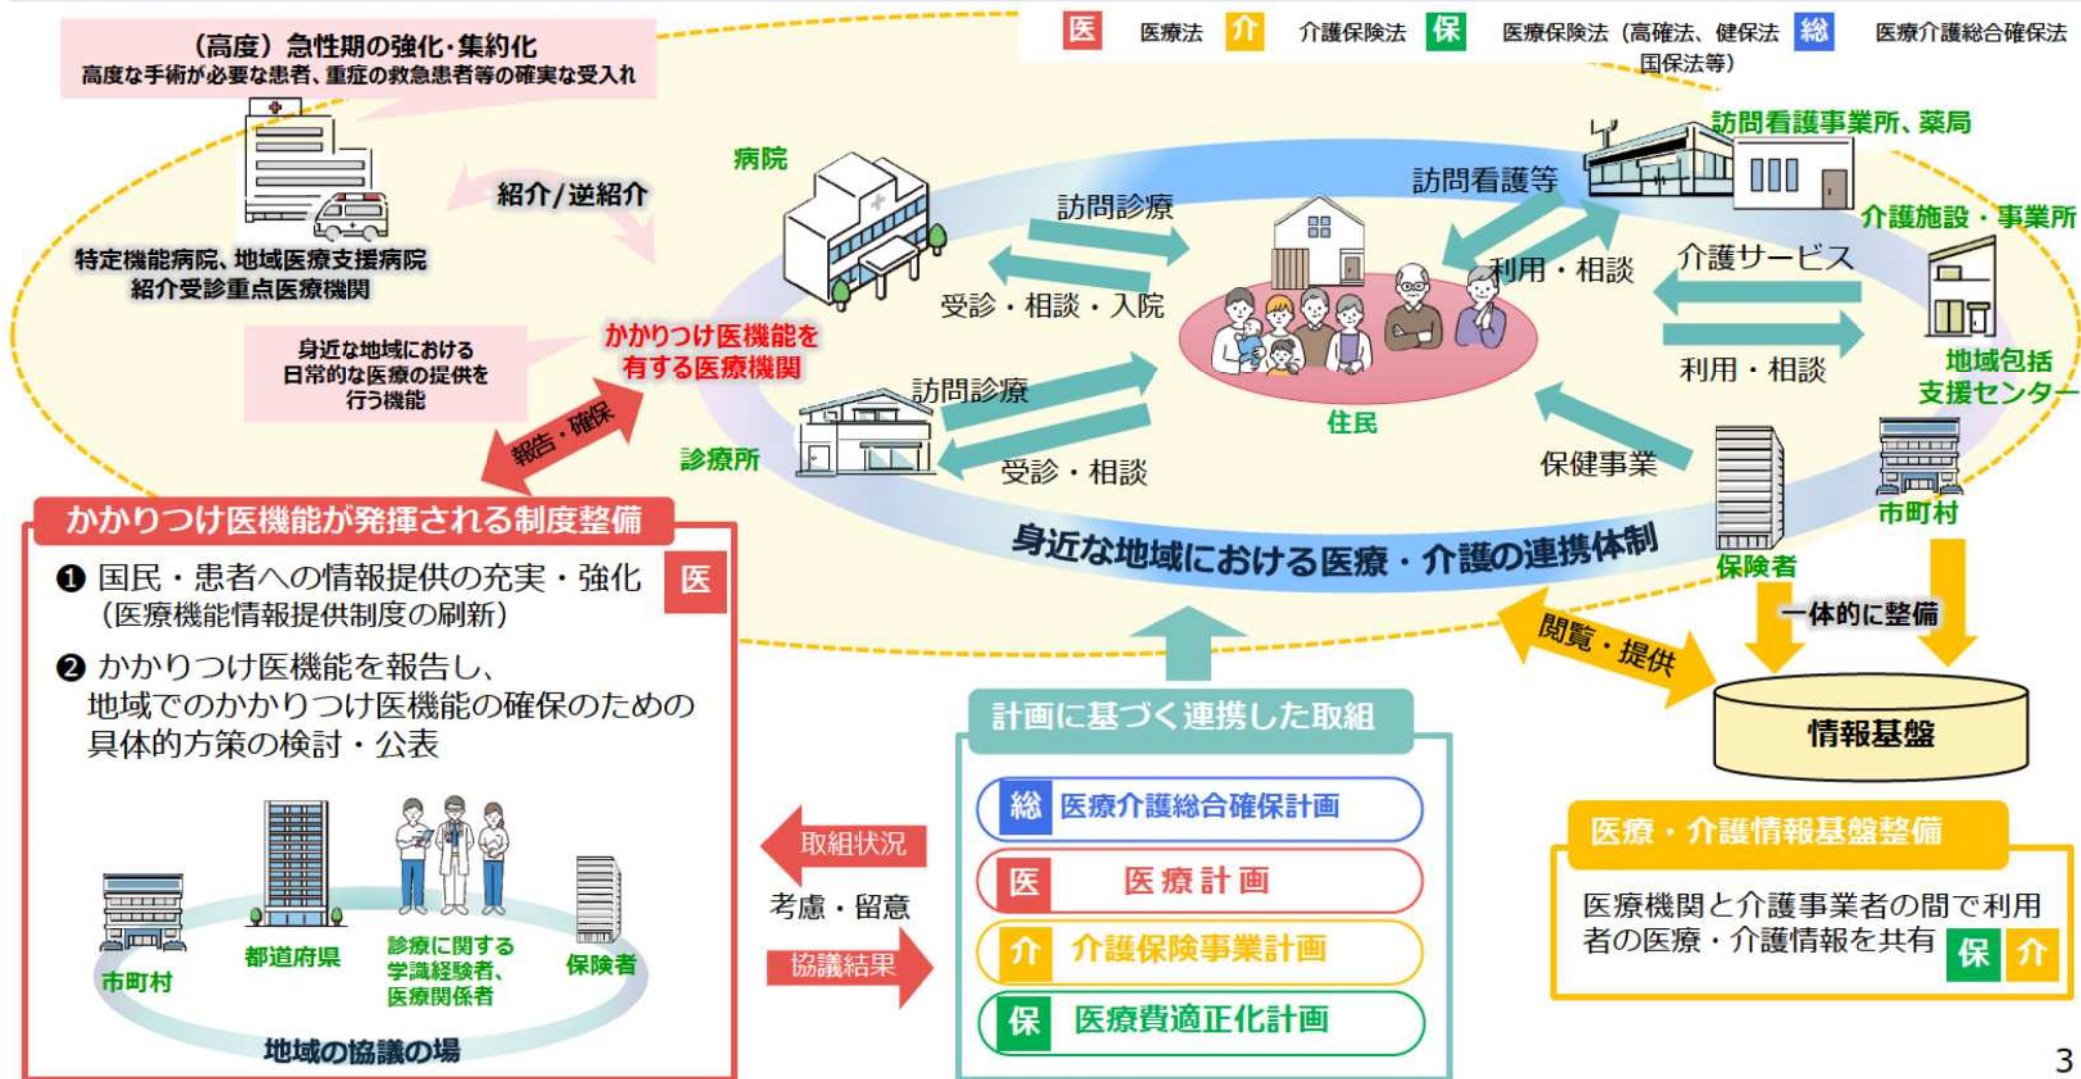 医 医療法 介 介護保険法 保 医療保険法（高確法、健保法 総 医療介護総合確保法
国保法等）
（高度）急性期の強化・集約化
高度な手術が必要な患者、重症の救急患者等の確実な受入れ
紹介/逆紹介
特定機能病院、地域医療支援病院
紹介受診重点医療機関
身近な地域における
日常的な医療の提供を
行う機能
かかりつけ医機能を
有する医療機関
報告・確保
病院
訪問診療
受診・相談・入院
診療所
訪問診療
受診・相談
住民
訪問看護等
利用・相談
訪問看護事業所、薬局
介護施設・事業所
介護サービス
利用・相談
地域包括
支援センター
保健事業
保険者
市町村
身近な地域における医療・介護の連携体制
一体的に整備
閲覧・提供
情報基盤
かかりつけ医機能が発揮される制度整備
❶ 国民・患者への情報提供の充実・強化 医
（医療機能情報提供制度の刷新）
❷ かかりつけ医機能を報告し、
地域でのかかりつけ医機能の確保のための
具体的方策の検討・公表
市町村
都道府県
診療に関する
学識経験者、
医療関係者
保険者
地域の協議の場
取組状況
考慮・留意
協議結果
計画に基づく連携した取組
総 医療介護総合確保計画
医 医療計画
介 介護保険事業計画
保 医療費適正化計画
医療・介護情報基盤整備
医療機関と介護事業者の間で利用
者の医療・介護情報を共有 保 介
3